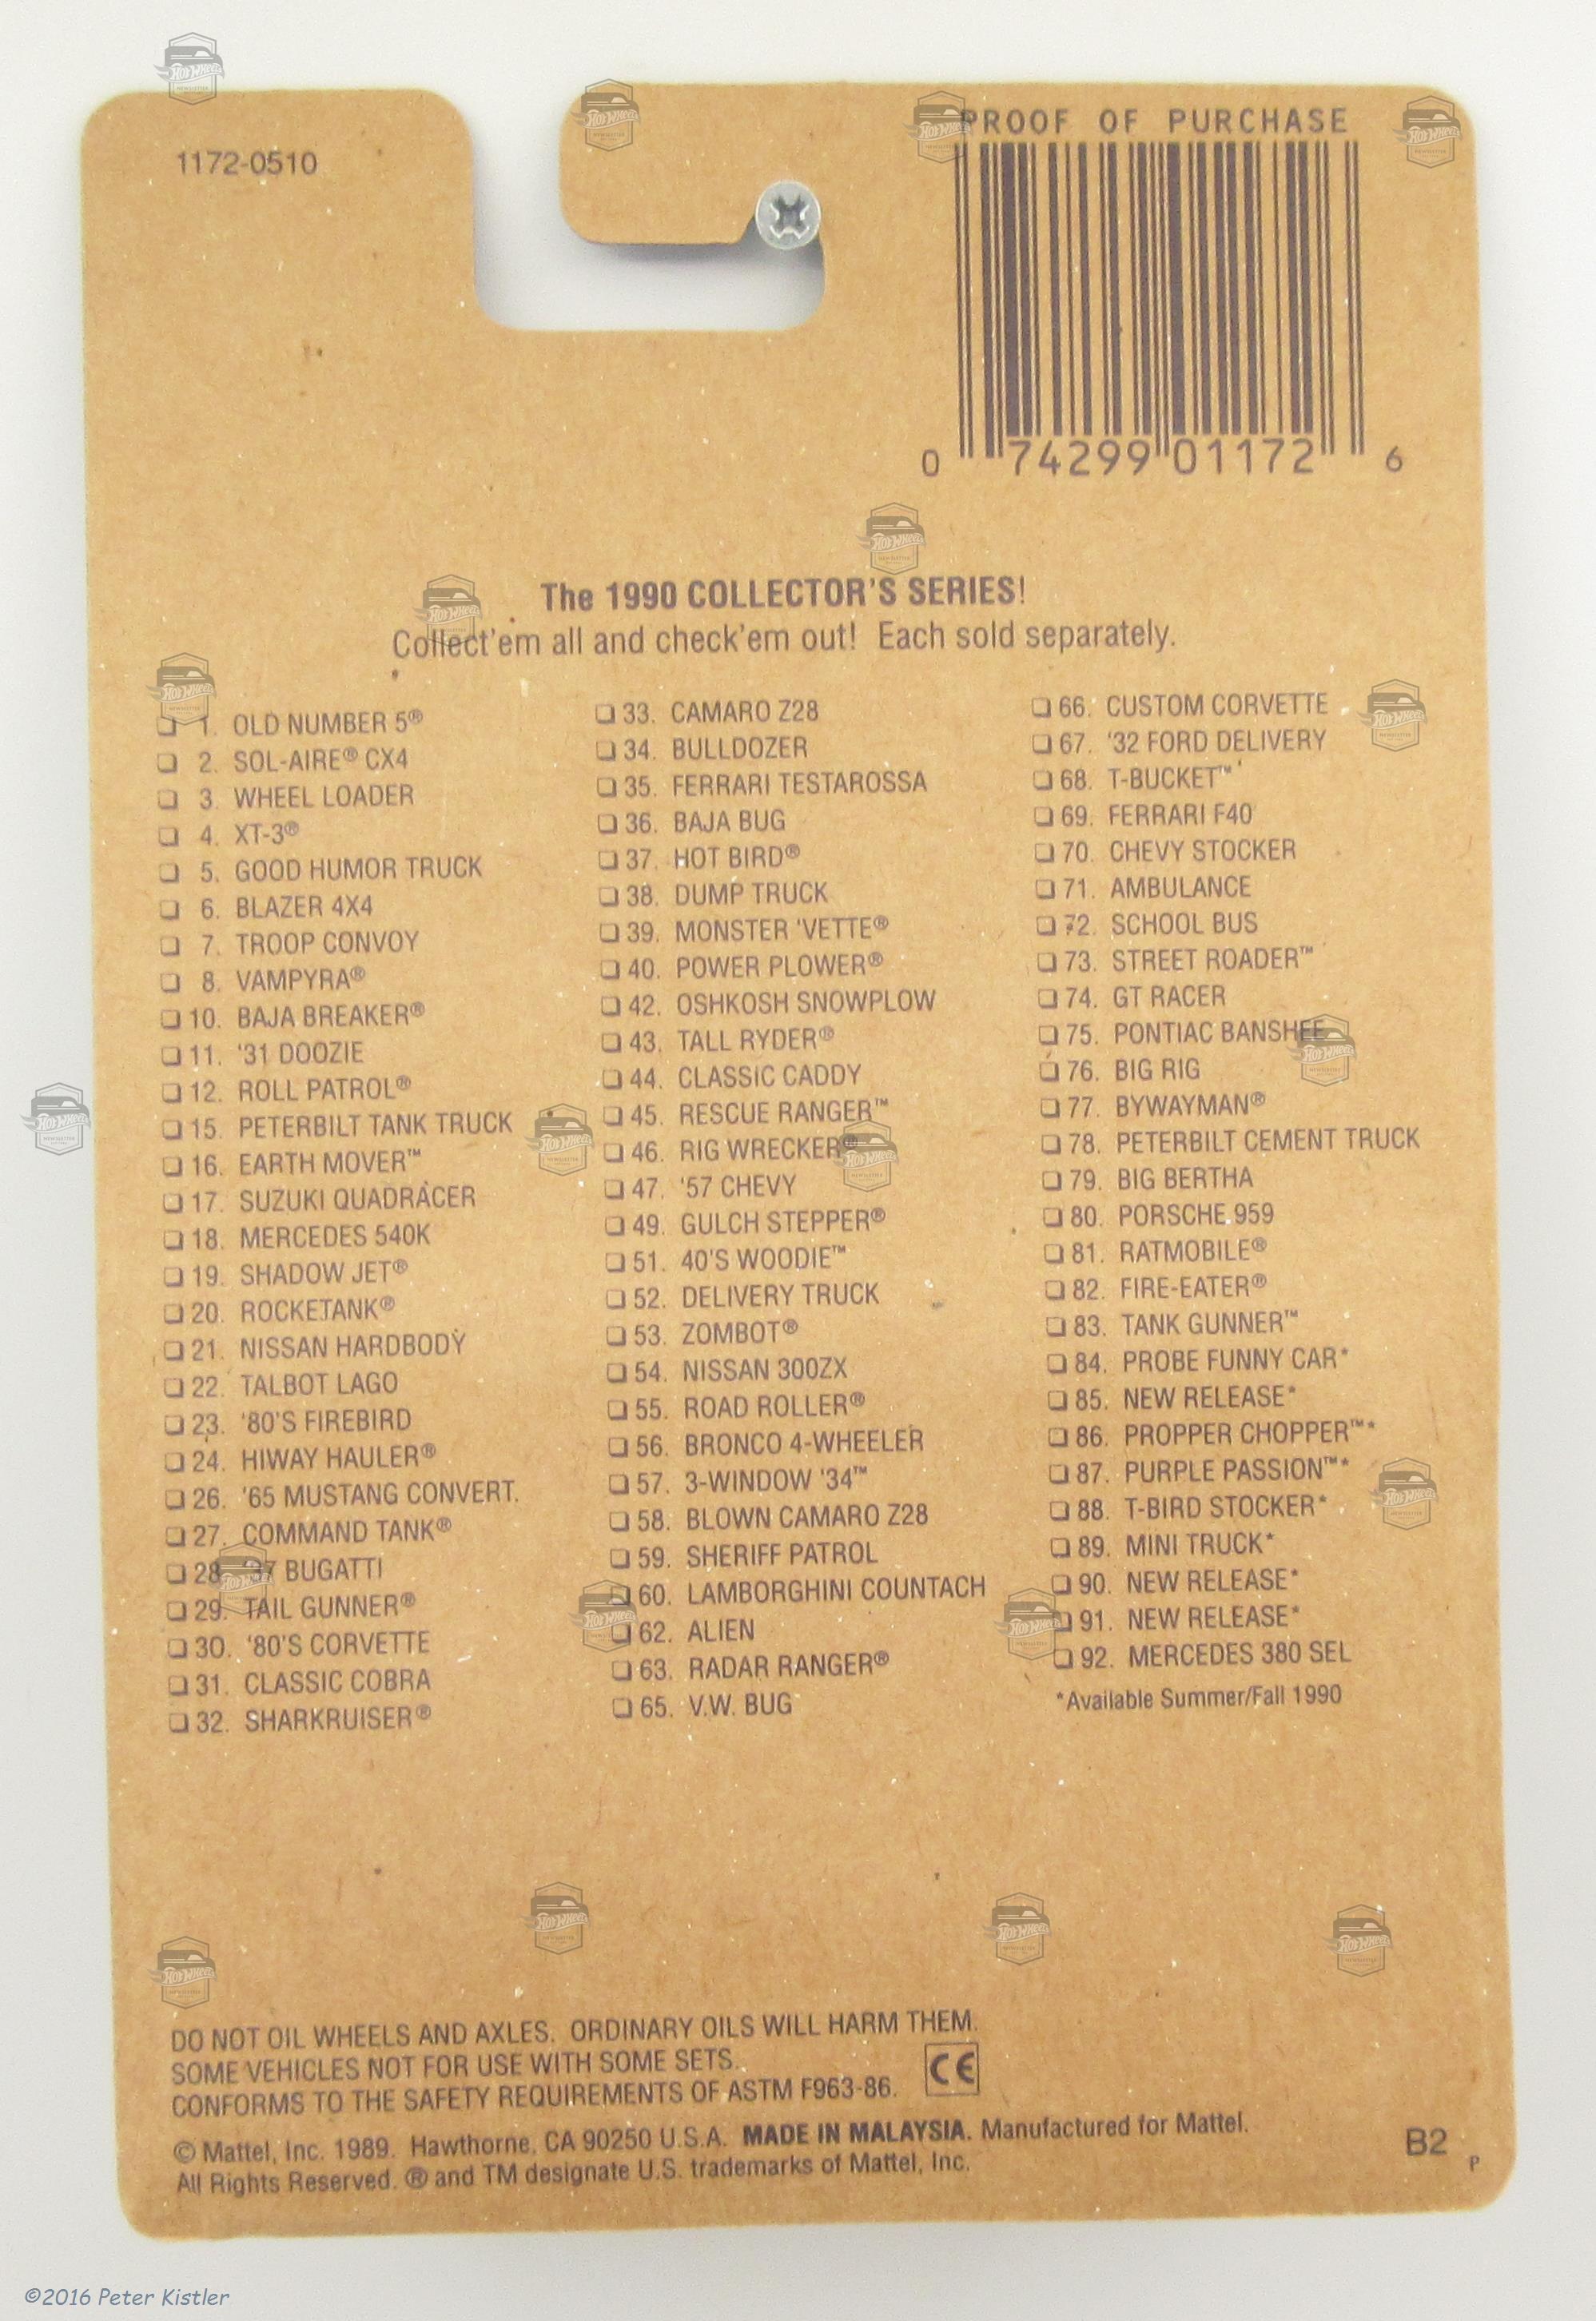 1172-0510
PROOF OF PURCHASE
0 74299 01172 6
The 1990 COLLECTOR'S SERIES!
Collect'em all and check'em out! Each sold separately.
1. OLD NUMBER 5®
2. SOL-AIRE® CX4
3. WHEEL LOADER
4. XT-3®
5. GOOD HUMOR TRUCK
6. BLAZER 4X4
7. TROOP CONVOY
8. VAMPYRA®
10. BAJA BREAKER®
11. '31 DOOZIE
12. ROLL PATROL®
15. PETERBILT TANK TRUCK
16. EARTH MOVER™
17. SUZUKI QUADRACER
18. MERCEDES 540K
19. SHADOW JET®
20. ROCKETANK®
21. NISSAN HARDBODY
22. TALBOT LAGO
23. '80'S FIREBIRD
24. HIWAY HAULER®
26. '65 MUSTANG CONVERT.
27. COMMAND TANK®
28. '37 BUGATTI
29. TAIL GUNNER®
30. '80'S CORVETTE
31. CLASSIC COBRA
32. SHARKRUISER®
33. CAMARO Z28
34. BULLDOZER
35. FERRARI TESTAROSSA
36. BAJA BUG
37. HOT BIRD®
38. DUMP TRUCK
39. MONSTER 'VETTE®
40. POWER PLOWER®
42. OSHKOSH SNOWPLOW
43. TALL RYDER®
44. CLASSIC CADDY
45. RESCUE RANGER™
46. RIG WRECKER®
47. '57 CHEVY
49. GULCH STEPPER®
51. 40'S WOODIE™
52. DELIVERY TRUCK
53. ZOMBOT®
54. NISSAN 300ZX
55. ROAD ROLLER®
56. BRONCO 4-WHEELER
57. 3-WINDOW '34™
58. BLOWN CAMARO Z28
59. SHERIFF PATROL
60. LAMBORGHINI COUNTACH
62. ALIEN
63. RADAR RANGER®
65. V.W. BUG
66. CUSTOM CORVETTE
67. '32 FORD DELIVERY
68. T-BUCKET™
69. FERRARI F40
70. CHEVY STOCKER
71. AMBULANCE
72. SCHOOL BUS
73. STREET ROADER™
74. GT RACER
75. PONTIAC BANSHEE
76. BIG RIG
77. BYWAYMAN®
78. PETERBILT CEMENT TRUCK
79. BIG BERTHA
80. PORSCHE 959
81. RATMOBILE®
82. FIRE-EATER®
83. TANK GUNNER™
84. PROBE FUNNY CAR*
85. NEW RELEASE*
86. PROPPER CHOPPER™*
87. PURPLE PASSION™*
88. T-BIRD STOCKER*
89. MINI TRUCK*
90. NEW RELEASE*
91. NEW RELEASE*
92. MERCEDES 380 SEL
*Available Summer/Fall 1990
DO NOT OIL WHEELS AND AXLES. ORDINARY OILS WILL HARM THEM.
SOME VEHICLES NOT FOR USE WITH SOME SETS.
CONFORMS TO THE SAFETY REQUIREMENTS OF ASTM F963-86. CE
© Mattel, Inc. 1989. Hawthorne, CA 90250 U.S.A. MADE IN MALAYSIA. Manufactured for Mattel.
All Rights Reserved. ® and TM designate U.S. trademarks of Mattel, Inc.
B2 P
©2016 Peter Kistler